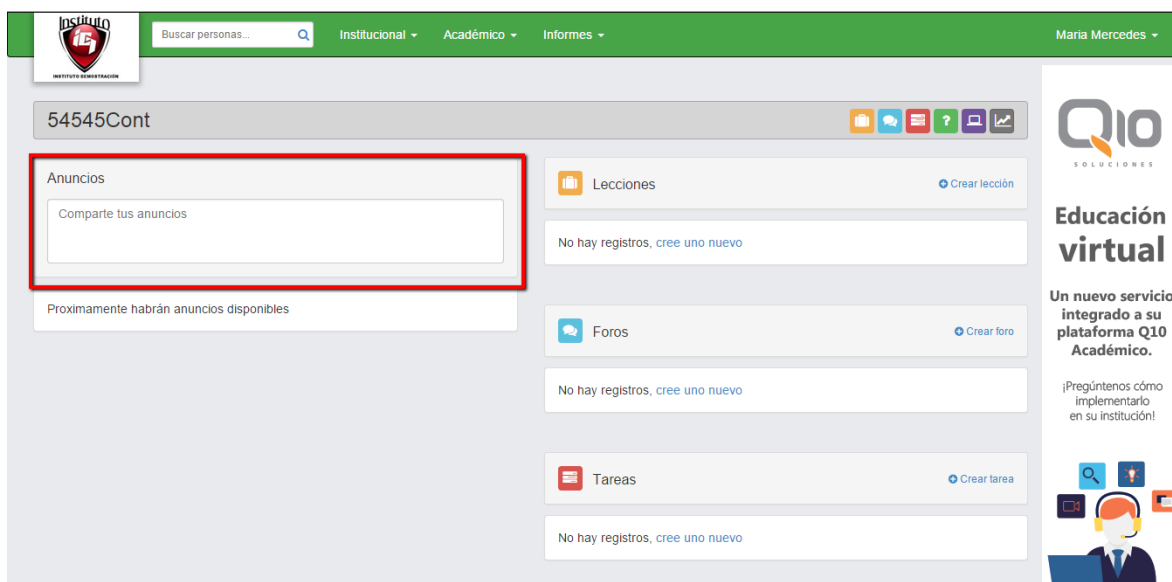 Instituto
INSTITUTO DEMOSTRACIÓN
Buscar personas...
Institucional
Académico
Informes
Maria Mercedes
54545Cont
?
Anuncios
Comparte tus anuncios
Proximamente habrán anuncios disponibles
Lecciones
Crear lección
No hay registros, cree uno nuevo
Foros
Crear foro
No hay registros, cree uno nuevo
Tareas
Crear tarea
No hay registros, cree uno nuevo
Q10
SOLUCIONES
Educación
virtual
Un nuevo servicio
integrado a su
plataforma Q10
Académico.
¡Pregúntenos cómo
implementarlo
en su institución!